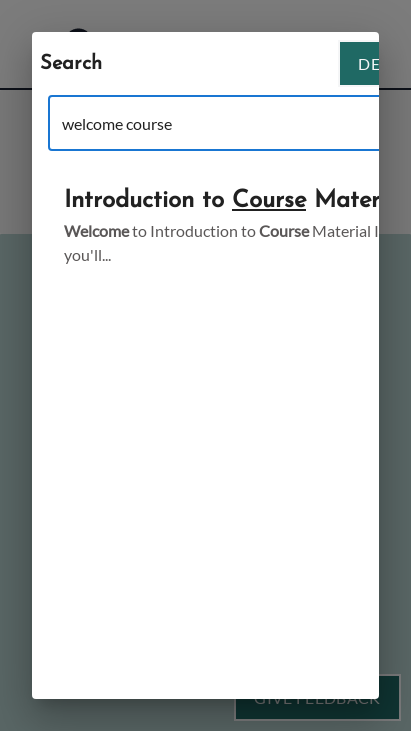 Search
DE
welcome course
Introduction to Course Mater
Welcome to Introduction to Course Material I
you'll...
GIVE FEEDBACK